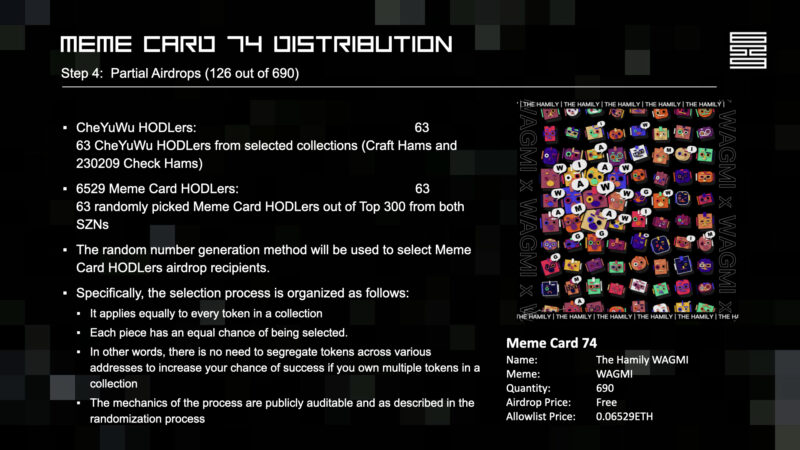 MEME CARD 74 DISTRIBUTION
Step 4: Partial Airdrops (126 out of 690)
▪ CheYuWu HODLers: 63
63 CheYuWu HODLers from selected collections (Craft Hams and
230209 Check Hams)
▪ 6529 Meme Card HODLers: 63
63 randomly picked Meme Card HODLers out of Top 300 from both
SZNs
▪ The random number generation method will be used to select Meme
Card HODLers airdrop recipients.
▪ Specifically, the selection process is organized as follows:
▪ It applies equally to every token in a collection
▪ Each piece has an equal chance of being selected.
▪ In other words, there is no need to segregate tokens across various
addresses to increase your chance of success if you own multiple tokens in a
collection
▪ The mechanics of the process are publicly auditable and as described in the
randomization process
| THE HAMILY | THE HAMILY | THE HAMILY | THE HAMILY |
WAGMI x WAGMI x
WAGMI x WAGMI x
THE HAMILY | THE HAMILY | THE HAMILY | THE HAMILY | THE HA
Meme Card 74
Name: The Hamily WAGMI
Meme: WAGMI
Quantity: 690
Airdrop Price: Free
Allowlist Price: 0.06529ETH